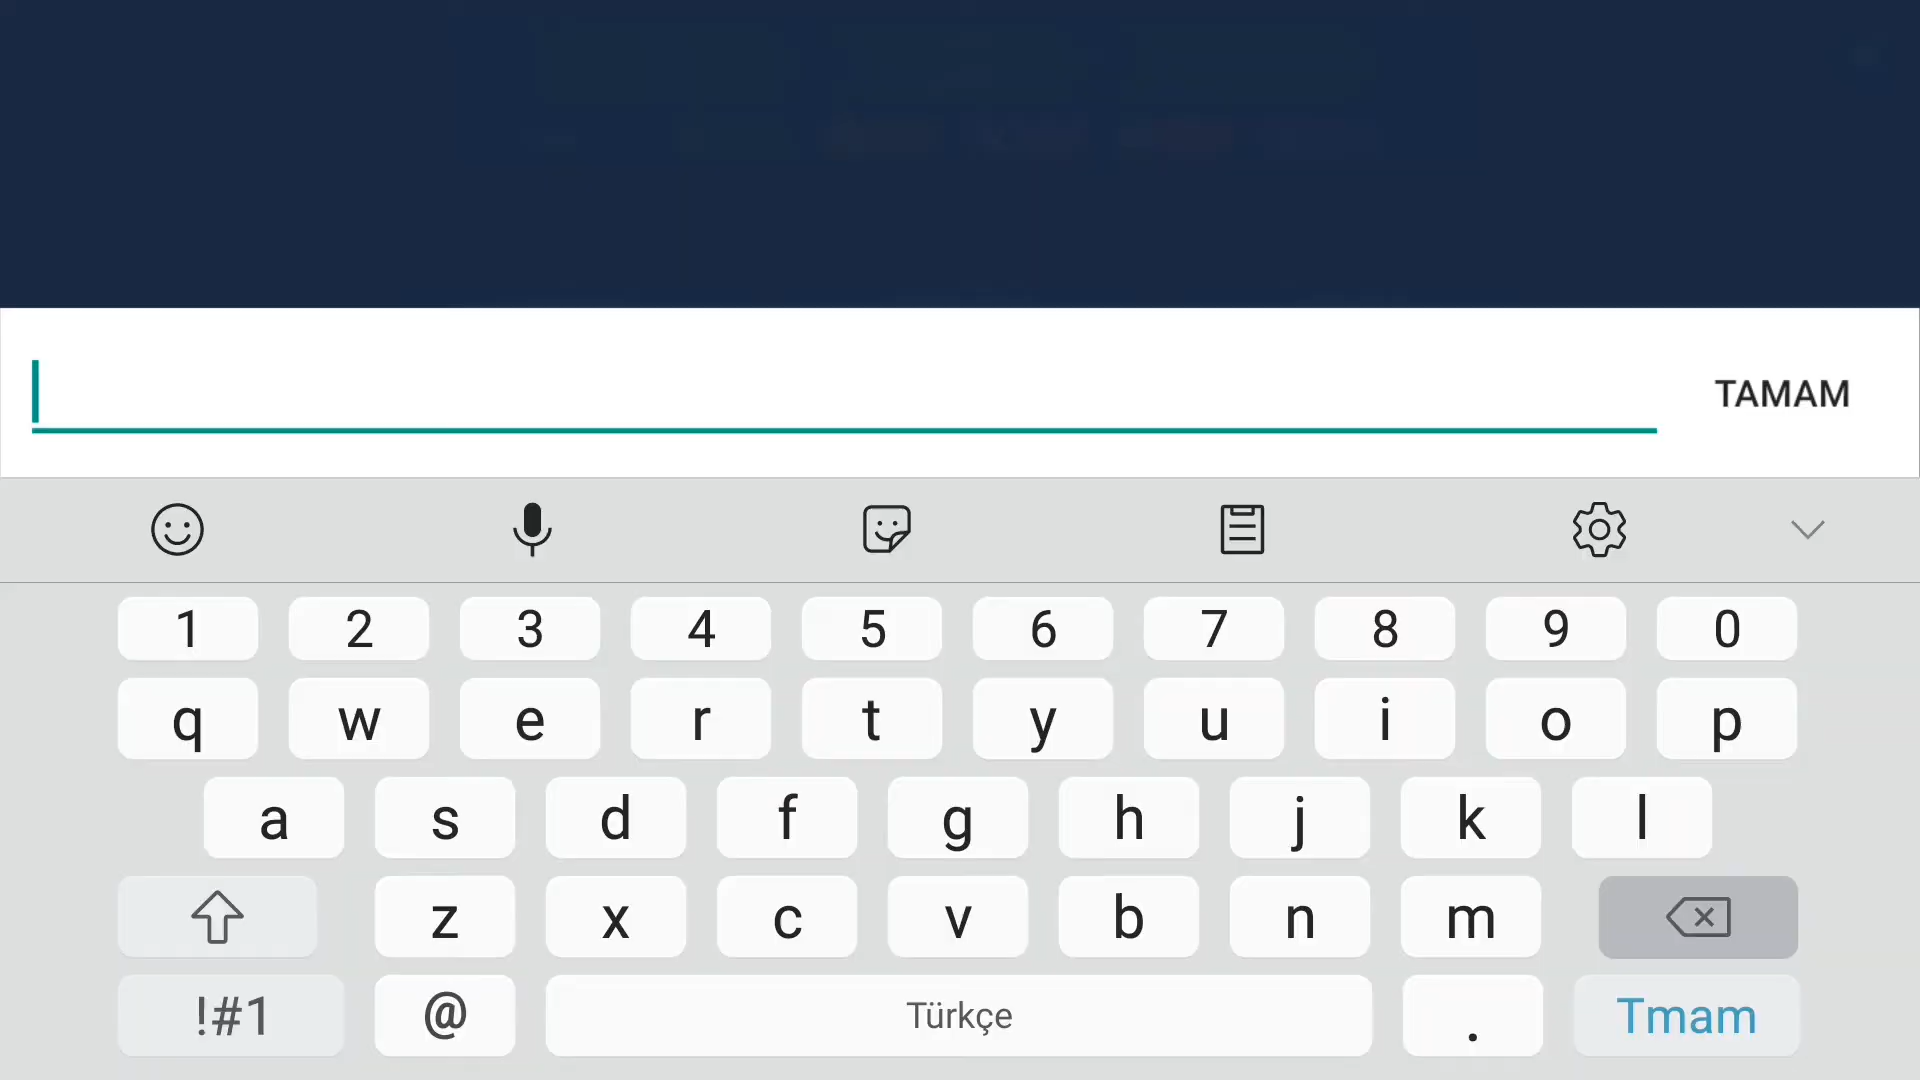 TAMAM
1 2 3 4 5 6 7 8 9 0
q w e r t y u i o p
a s d f g h j k l
z x c v b n m
!#1 @ Türkçe . Tmam